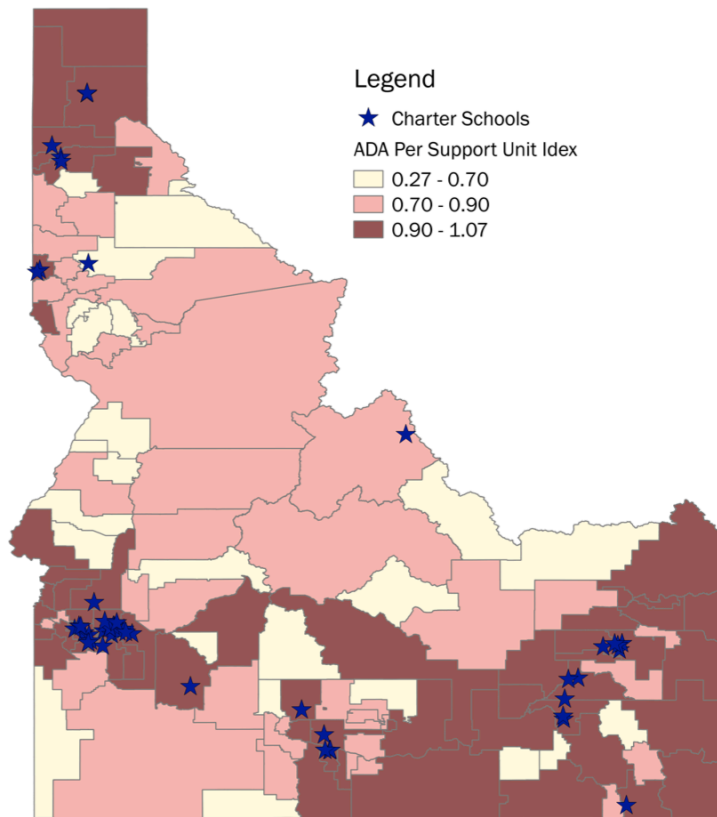 Legend
Charter Schools
ADA Per Support Unit Idex
0.27 - 0.70
0.70 - 0.90
0.90 - 1.07